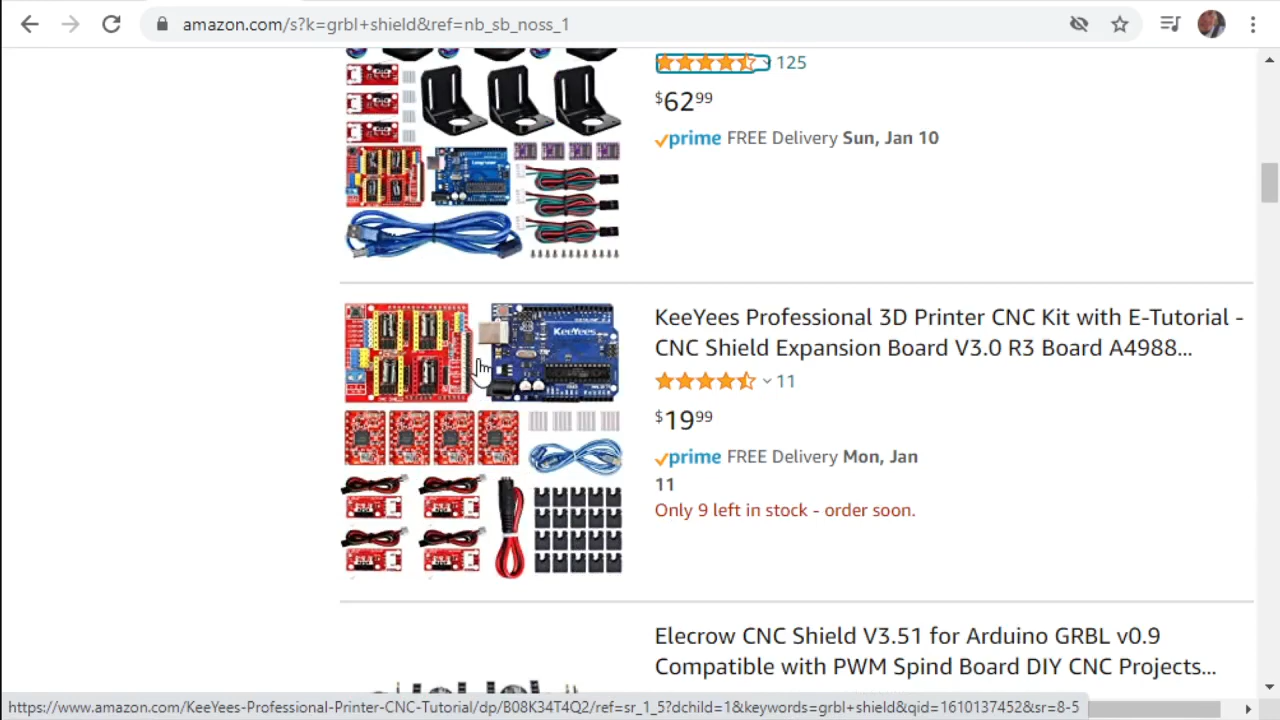 amazon.com/s?k=grbl+shield&ref=nb_sb_noss_1
125
$62 99
prime FREE Delivery Sun, Jan 10
KeeYees
KeeYees Professional 3D Printer CNC Kit with E-Tutorial -
CNC Shield Expansion Board V3.0 R3 Board A4988...
11
$19 99
prime FREE Delivery Mon, Jan
11
Only 9 left in stock - order soon.
Elecrow CNC Shield V3.51 for Arduino GRBL v0.9
Compatible with PWM Spind Board DIY CNC Projects...
https://www.amazon.com/KeeYees-Professional-Printer-CNC-Tutorial/dp/B08K34T4Q2/ref=sr_1_5?dchild=1&keywords=grbl+shield&qid=1610137452&sr=8-5